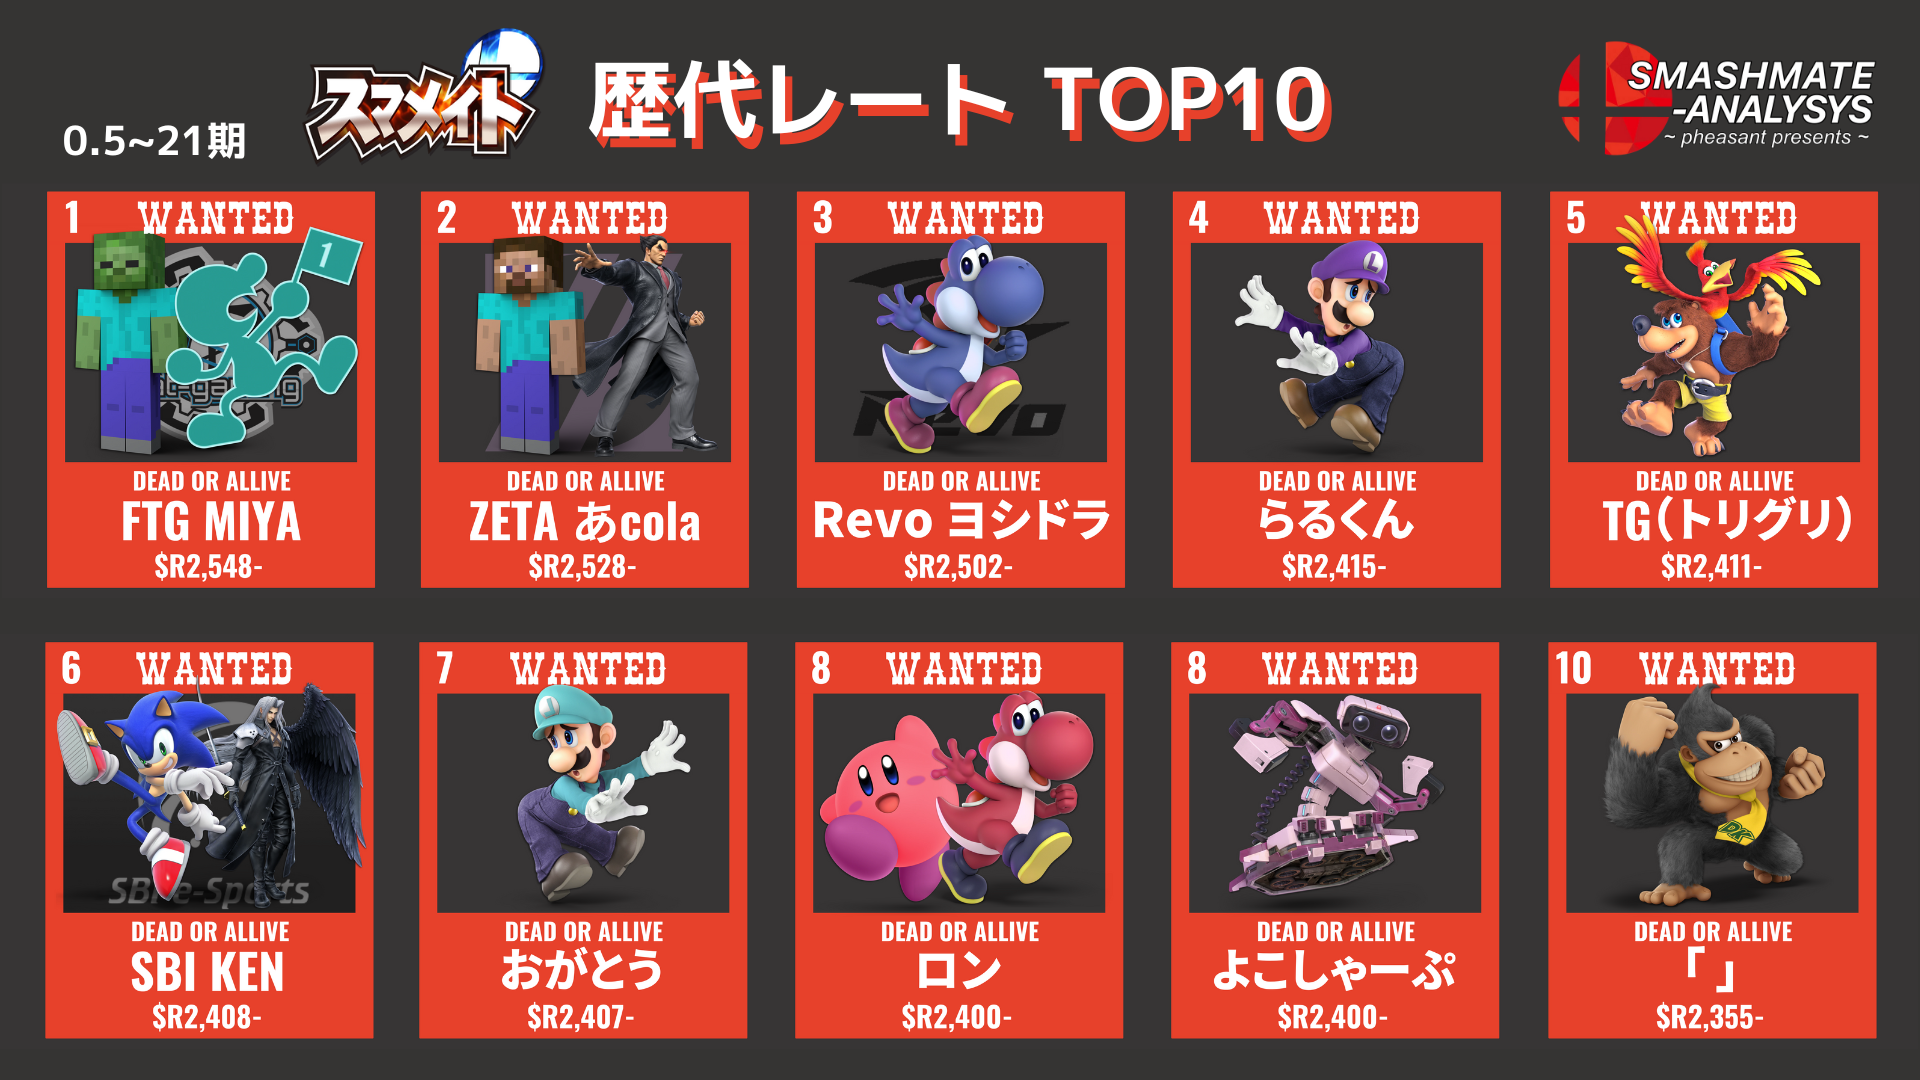 0.5~21期
スマメイト
歴代レート TOP10
SMASHMATE
-ANALYSYS
~ pheasant presents ~
1 WANTED
1
DEAD OR ALLIVE
FTG MIYA
$R2,548-
2 WANTED
DEAD OR ALLIVE
ZETA あcola
$R2,528-
3 WANTED
Revo
DEAD OR ALLIVE
Revo ヨシドラ
$R2,502-
4 WANTED
L
DEAD OR ALLIVE
らるくん
$R2,415-
5 WANTED
DEAD OR ALLIVE
TG(トリグリ)
$R2,411-
6 WANTED
SBI e-Sports
DEAD OR ALLIVE
SBI KEN
$R2,408-
7 WANTED
L
DEAD OR ALLIVE
おがとう
$R2,407-
8 WANTED
DEAD OR ALLIVE
ロン
$R2,400-
8 WANTED
DEAD OR ALLIVE
よこしゃーぷ
$R2,400-
10 WANTED
DK
DEAD OR ALLIVE
「 」
$R2,355-